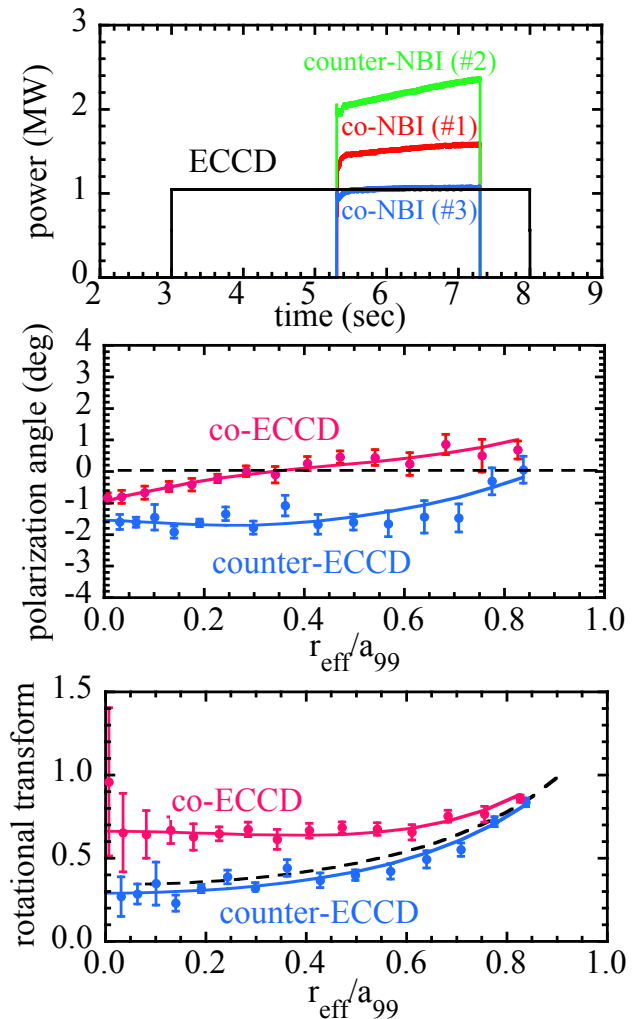 3
2
1
0
power (MW)
counter-NBI (#2)
co-NBI (#1)
ECCD
co-NBI (#3)
2 3 4 5 6 7 8 9
time (sec)
4
3
2
1
0
-1
-2
-3
-4
polarization angle (deg)
co-ECCD
counter-ECCD
0.0 0.2 0.4 0.6 0.8 1.0
r_eff/a_99
1.5
1.0
0.5
0.0
rotational transform
co-ECCD
counter-ECCD
0.0 0.2 0.4 0.6 0.8 1.0
r_eff/a_99